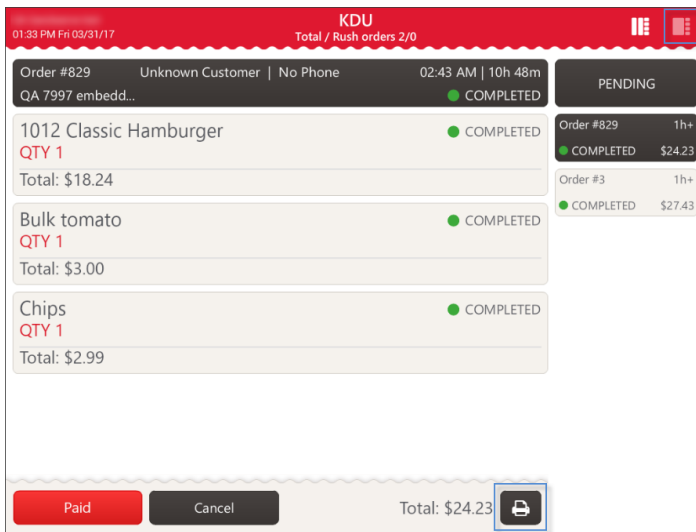 KDU
01:33 PM Fri 03/31/17
Total / Rush orders 2/0
Order #829 Unknown Customer | No Phone 02:43 AM | 10h 48m
QA 7997 embedd... COMPLETED
1012 Classic Hamburger COMPLETED
QTY 1
Total: $18.24
Bulk tomato COMPLETED
QTY 1
Total: $3.00
Chips COMPLETED
QTY 1
Total: $2.99
Paid Cancel Total: $24.23
PENDING
Order #829 1h+
COMPLETED $24.23
Order #3 1h+
COMPLETED $27.43